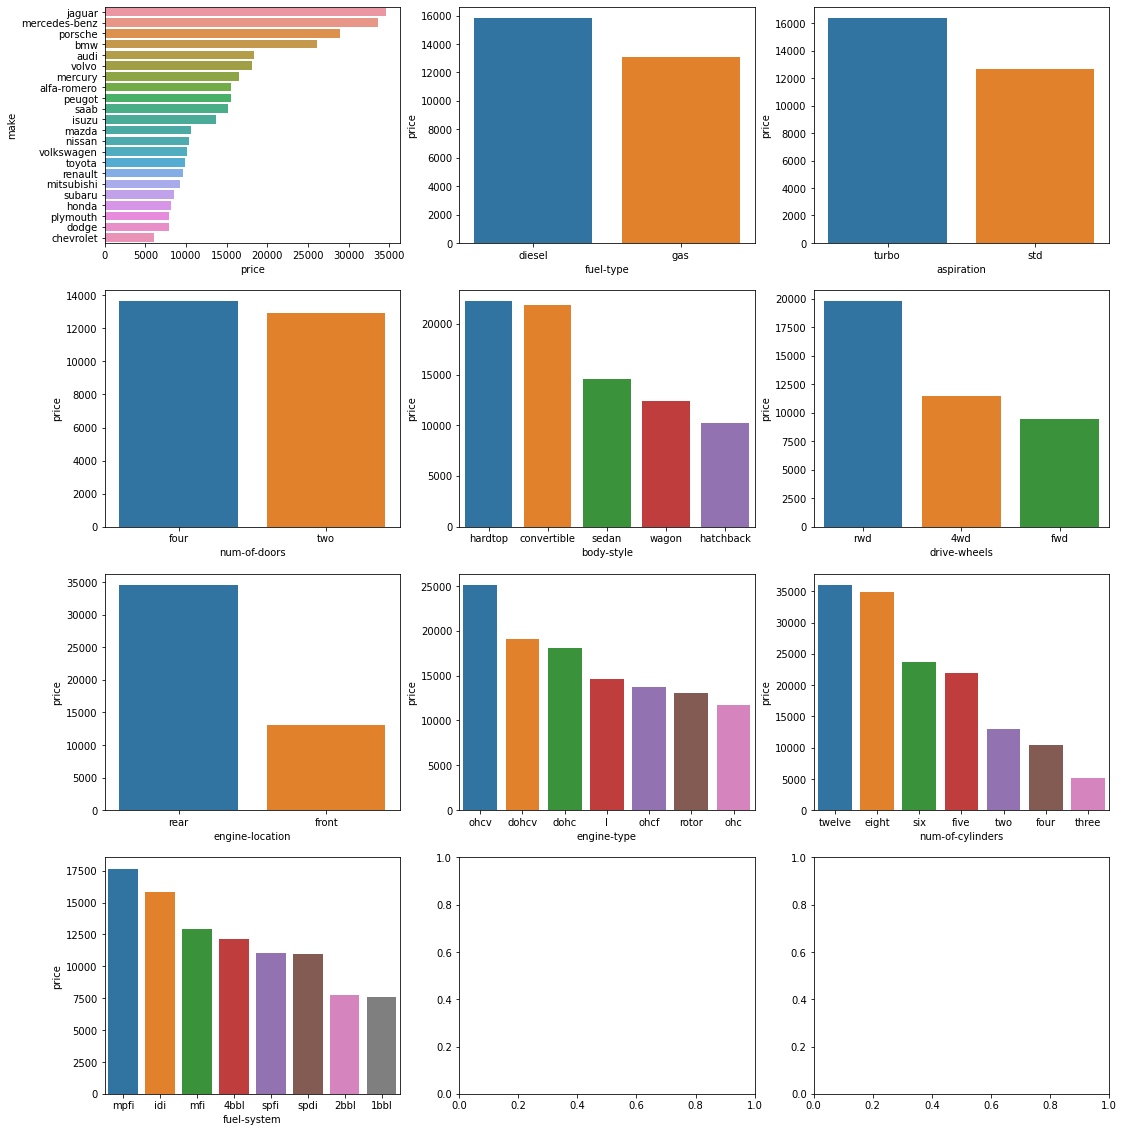 jaguar
mercedes-benz
porsche
bmw
audi
volvo
mercury
alfa-romero
peugot
saab
isuzu
mazda
nissan
volkswagen
toyota
renault
mitsubishi
subaru
honda
plymouth
dodge
chevrolet
make
0 5000 10000 15000 20000 25000 30000 35000
price
16000
14000
12000
10000
8000
6000
4000
2000
0
price
diesel gas
fuel-type
16000
14000
12000
10000
8000
6000
4000
2000
0
price
turbo std
aspiration
14000
12000
10000
8000
6000
4000
2000
0
price
four two
num-of-doors
20000
15000
10000
5000
0
price
hardtop convertible sedan wagon hatchback
body-style
20000
17500
15000
12500
10000
7500
5000
2500
0
price
rwd 4wd fwd
drive-wheels
35000
30000
25000
20000
15000
10000
5000
0
price
rear front
engine-location
25000
20000
15000
10000
5000
0
price
ohcv dohcv dohc l ohcf rotor ohc
engine-type
35000
30000
25000
20000
15000
10000
5000
0
price
twelve eight six five two four three
num-of-cylinders
17500
15000
12500
10000
7500
5000
2500
0
price
mpfi idi mfi 4bbl spfi spdi 2bbl 1bbl
fuel-system
1.0
0.8
0.6
0.4
0.2
0.0
0.0 0.2 0.4 0.6 0.8 1.0
1.0
0.8
0.6
0.4
0.2
0.0
0.0 0.2 0.4 0.6 0.8 1.0